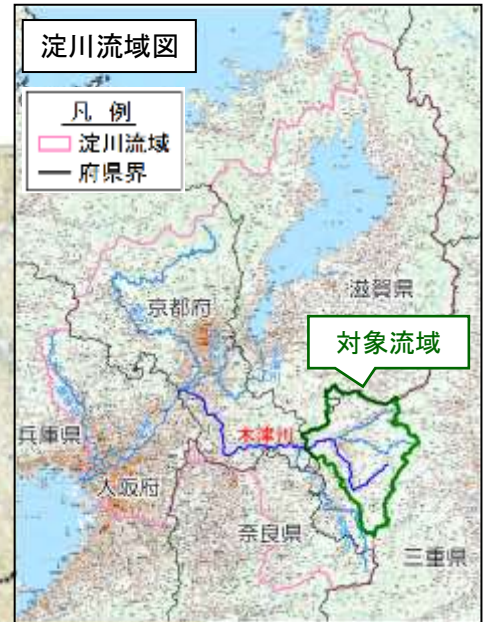 淀川流域図
凡 例
淀川流域
府県界
京都府
滋賀県
対象流域
兵庫県
木津川
大阪府
奈良県
三重県